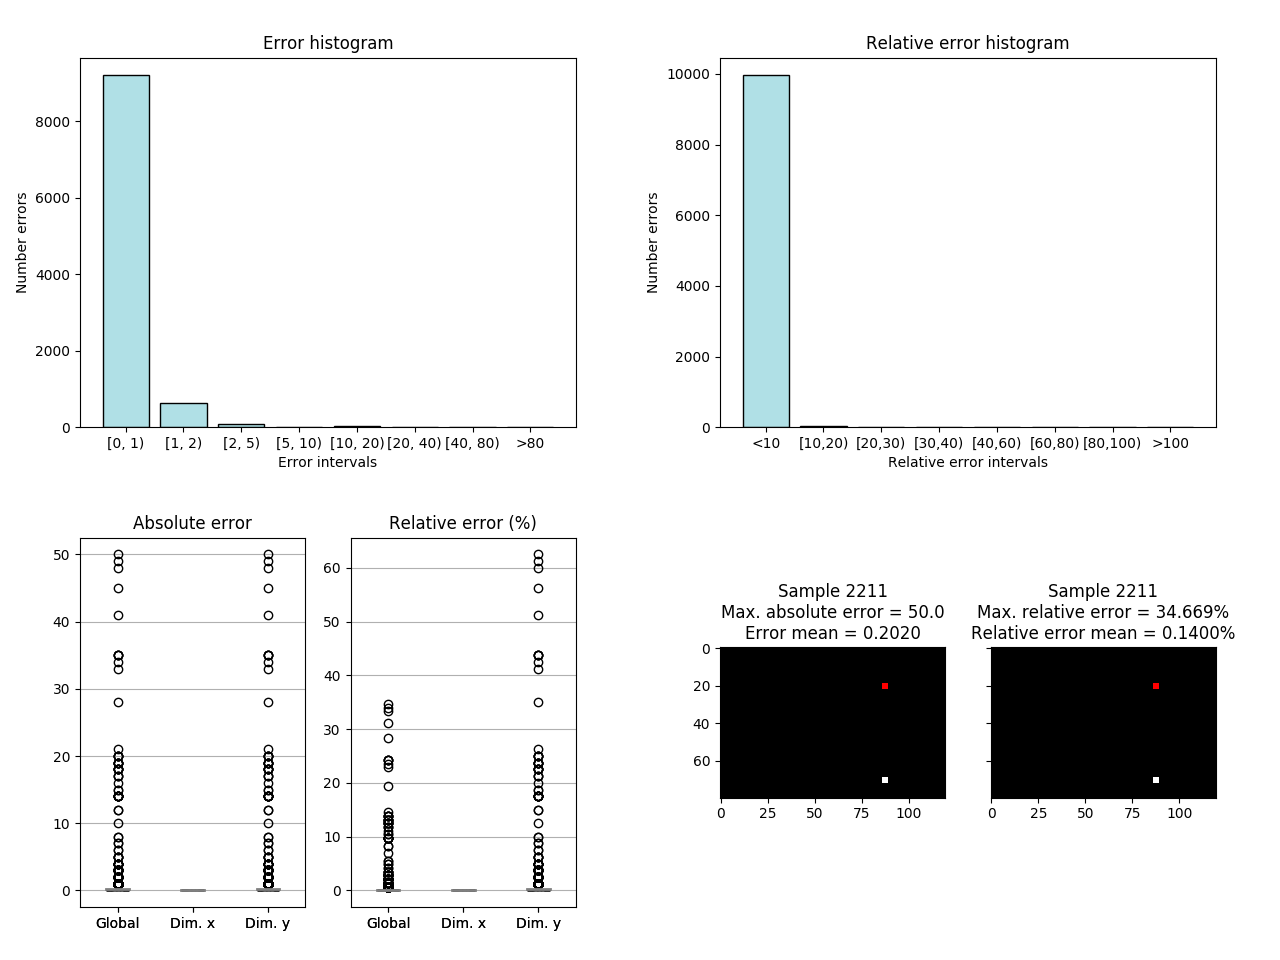 Error histogram
Number errors
8000
6000
4000
2000
0
[0, 1)
[1, 2)
[2, 5)
[5, 10)
[10, 20)
[20, 40)
[40, 80)
>80
Error intervals
Relative error histogram
Number errors
10000
8000
6000
4000
2000
0
<10
[10,20)
[20,30)
[30,40)
[40,60)
[60,80)
[80,100)
>100
Relative error intervals
Absolute error
50
40
30
20
10
0
Global
Dim. x
Dim. y
Relative error (%)
60
50
40
30
20
10
0
Global
Dim. x
Dim. y
Sample 2211
Max. absolute error = 50.0
Error mean = 0.2020
0
20
40
60
0
25
50
75
100
Sample 2211
Max. relative error = 34.669%
Relative error mean = 0.1400%
0
25
50
75
100